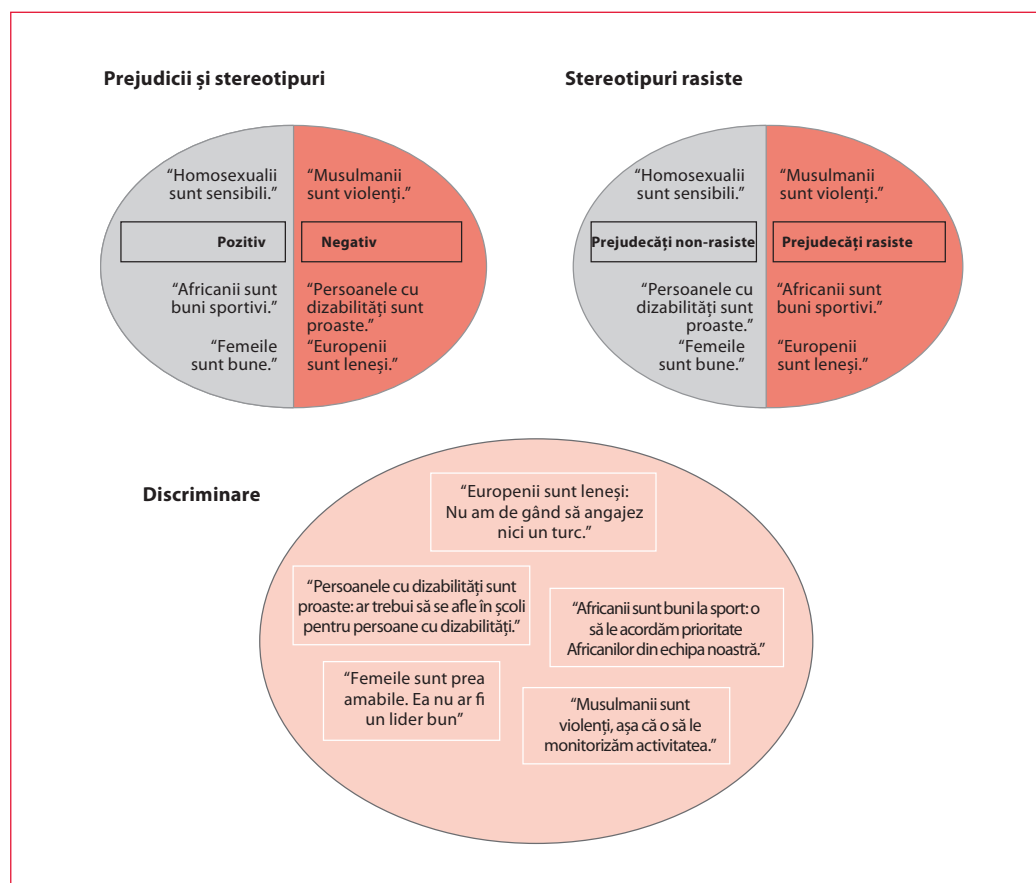 Prejudicii și stereotipuri
“Homosexualii
sunt sensibili.”
“Musulmanii
sunt violenți.”
Pozitiv
Negativ
“Africanii sunt
buni sportivi.”
“Persoanele cu
dizabilități sunt
proaste.”
“Femeile
sunt bune.”
“Europenii
sunt leneși.”
Stereotipuri rasiste
“Homosexualii
sunt sensibili.”
“Musulmanii
sunt violenți.”
Prejudecăți non-rasiste
Prejudecăți rasiste
“Persoanele cu
dizabilități sunt
proaste.”
“Africanii sunt
buni sportivi.”
“Femeile
sunt bune.”
“Europenii
sunt leneși.”
Discriminare
“Europenii sunt leneși:
Nu am de gând să angajez
nici un turc.”
“Persoanele cu dizabilități sunt
proaste: ar trebui să se afle în școli
pentru persoane cu dizabilități.”
“Africanii sunt buni la sport: o
să le acordăm prioritate
Africanilor din echipa noastră.”
“Femeile sunt prea
amabile. Ea nu ar fi
un lider bun”
“Musulmanii sunt
violenți, așa că o să le
monitorizăm activitatea.”